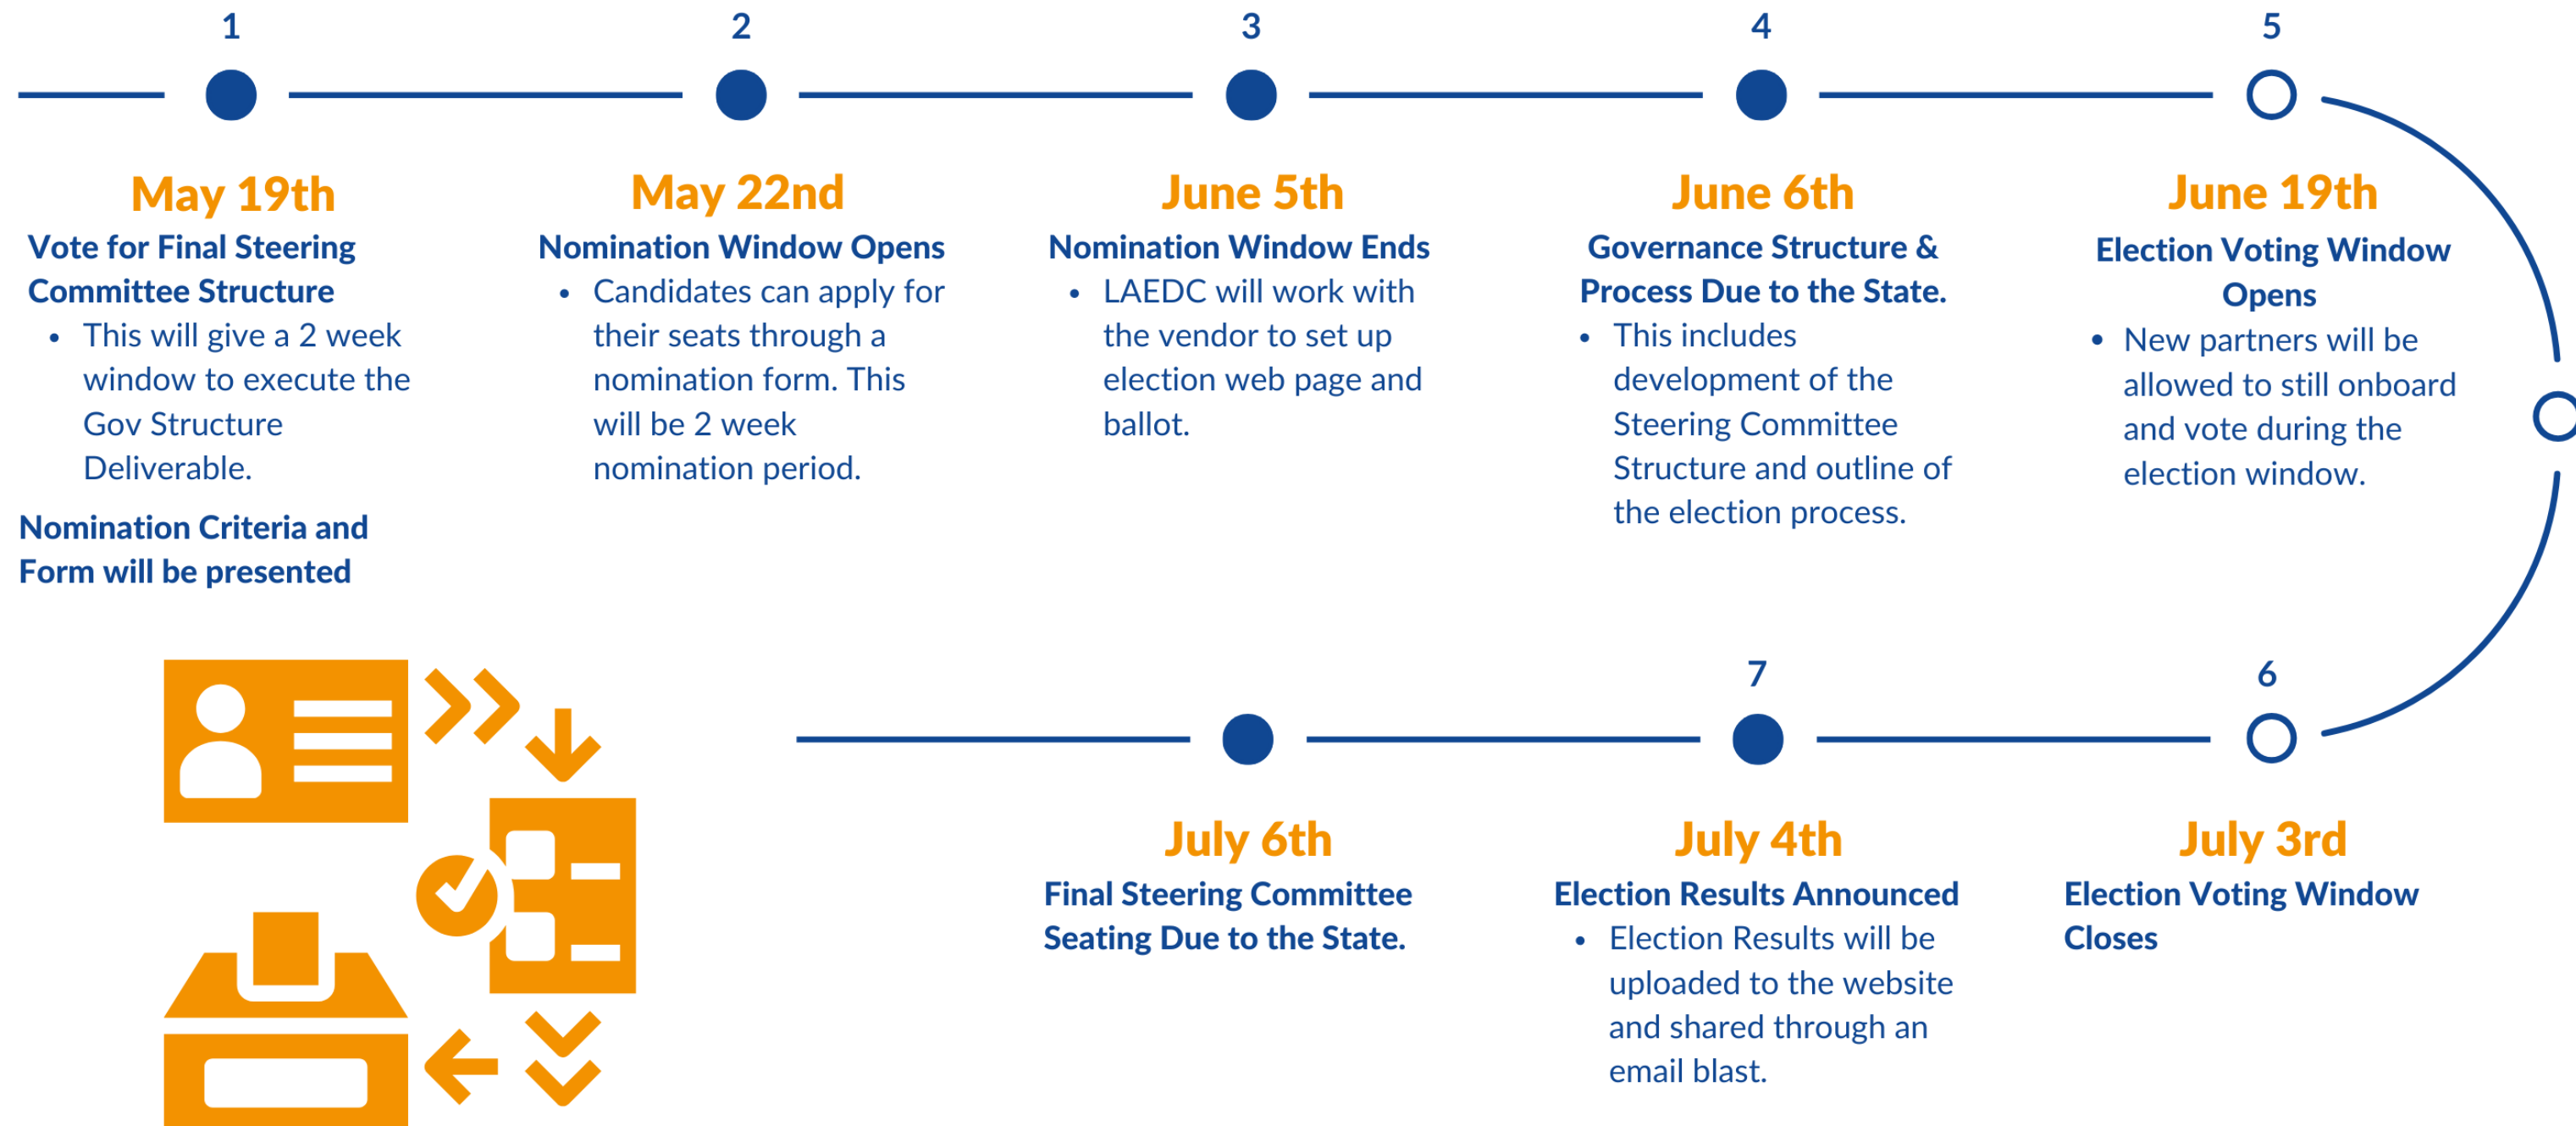 1
May 19th
Vote for Final Steering
Committee Structure
• This will give a 2 week
window to execute the
Gov Structure
Deliverable.
Nomination Criteria and
Form will be presented
2
May 22nd
Nomination Window Opens
• Candidates can apply for
their seats through a
nomination form. This
will be 2 week
nomination period.
3
June 5th
Nomination Window Ends
• LAEDC will work with
the vendor to set up
election web page and
ballot.
4
June 6th
Governance Structure &
Process Due to the State.
• This includes
development of the
Steering Committee
Structure and outline of
the election process.
5
June 19th
Election Voting Window
Opens
• New partners will be
allowed to still onboard
and vote during the
election window.
6
July 3rd
Election Voting Window
Closes
7
July 4th
Election Results Announced
• Election Results will be
uploaded to the website
and shared through an
email blast.
July 6th
Final Steering Committee
Seating Due to the State.